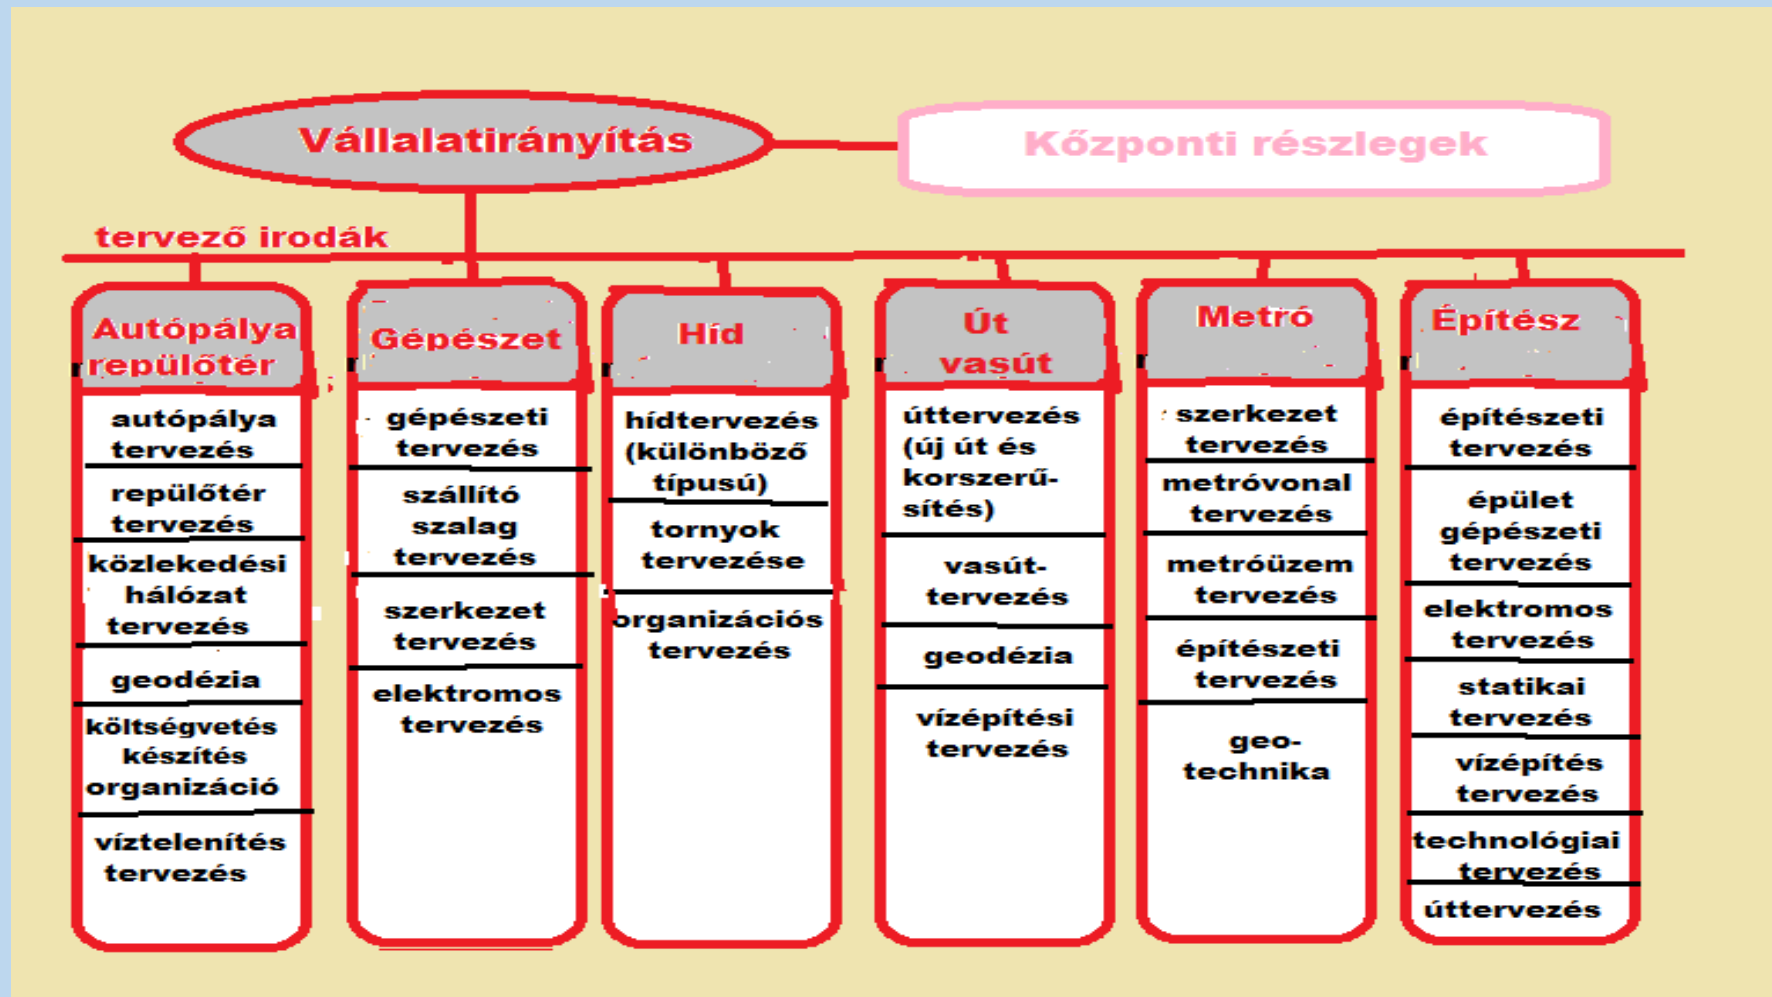 Vállalatirányítás
Kőzponti részlegek
tervező irodák
Autópálya
repülőtér
autópálya
tervezés
repülőtér
tervezés
közlekedési
hálózat
tervezés
geodézia
költségvetés
készítés
organizáció
víztelenítés
tervezés
Gépészet
gépészeti
tervezés
szállító
szalag
tervezés
szerkezet
tervezés
elektromos
tervezés
Híd
hídtervezés
(különböző
típusú)
tornyok
tervezése
organizációs
tervezés
Út
vasút
úttervezés
(új út és
korszerű-
sítés)
vasút-
tervezés
geodézia
vízépítési
tervezés
Metró
szerkezet
tervezés
metróvonal
tervezés
metróüzem
tervezés
építészeti
tervezés
geo-
technika
Építész
építészeti
tervezés
épület
gépészeti
tervezés
elektromos
tervezés
statikai
tervezés
vízépítés
tervezés
technológiai
tervezés
úttervezés